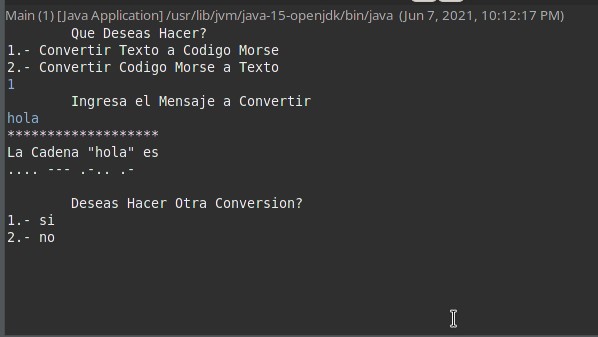 Main (1) [Java Application] /usr/lib/jvm/java-15-openjdk/bin/java (Jun 7, 2021, 10:12:17 PM)
Que Deseas Hacer?
1.- Convertir Texto a Codigo Morse
2.- Convertir Codigo Morse a Texto
1
Ingresa el Mensaje a Convertir
hola
*******************
La Cadena "hola" es
.... --- .-.. .-
Deseas Hacer Otra Conversion?
1.- si
2.- no